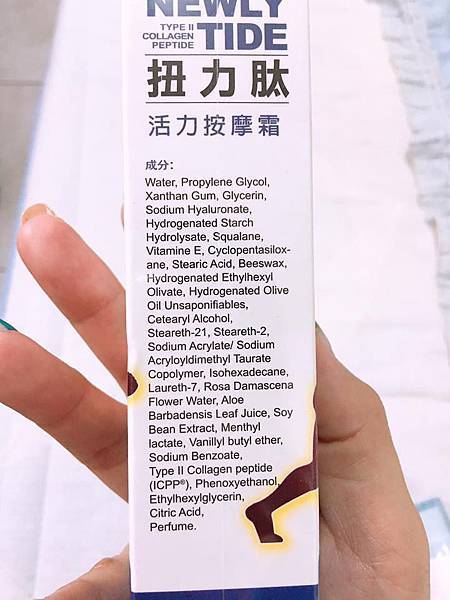 NEWLY
TYPE II
COLLAGEN
PEPTIDE
TIDE
扭力肽
活力按摩霜
成分:
Water, Propylene Glycol,
Xanthan Gum, Glycerin,
Sodium Hyaluronate,
Hydrogenated Starch
Hydrolysate, Squalane,
Vitamine E, Cyclopentasilox-
ane, Stearic Acid, Beeswax,
Hydrogenated Ethylhexyl
Olivate, Hydrogenated Olive
Oil Unsaponifiables,
Cetearyl Alcohol,
Steareth-21, Steareth-2,
Sodium Acrylate/ Sodium
Acryloyldimethyl Taurate
Copolymer, Isohexadecane,
Laureth-7, Rosa Damascena
Flower Water, Aloe
Barbadensis Leaf Juice, Soy
Bean Extract, Menthyl
lactate, Vanillyl butyl ether,
Sodium Benzoate,
Type II Collagen peptide
(ICPP®), Phenoxyethanol,
Ethylhexylglycerin,
Citric Acid,
Perfume.